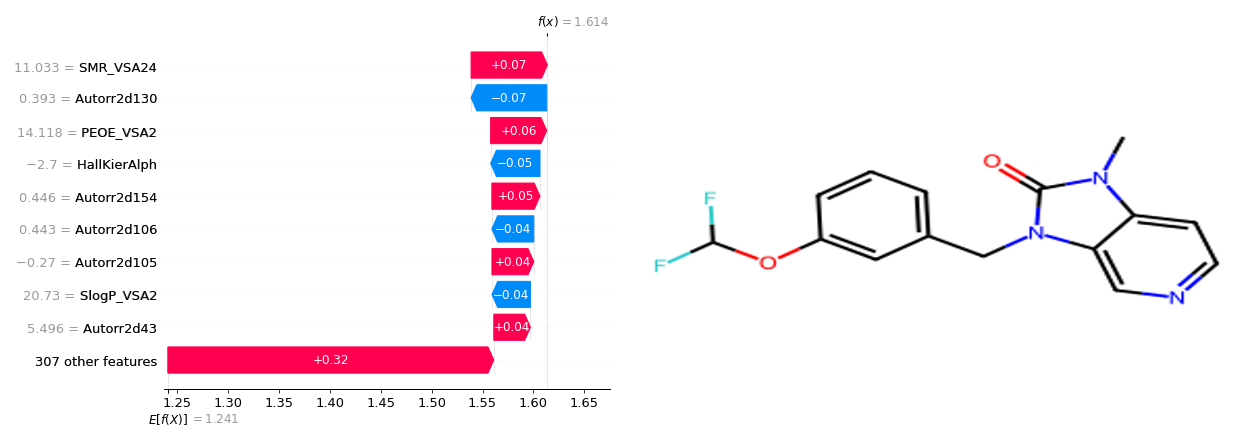 f(x) = 1.614
11.033 = SMR_VSA24
+0.07
0.393 = Autorr2d130
−0.07
14.118 = PEOE_VSA2
+0.06
−2.7 = HallKierAlph
−0.05
0.446 = Autorr2d154
+0.05
0.443 = Autorr2d106
−0.04
−0.27 = Autorr2d105
+0.04
20.73 = SlogP_VSA2
−0.04
5.496 = Autorr2d43
+0.04
307 other features
+0.32
1.25 1.30 1.35 1.40 1.45 1.50 1.55 1.60 1.65
E[f(X)] = 1.241
O
N
F
N
F
O
N